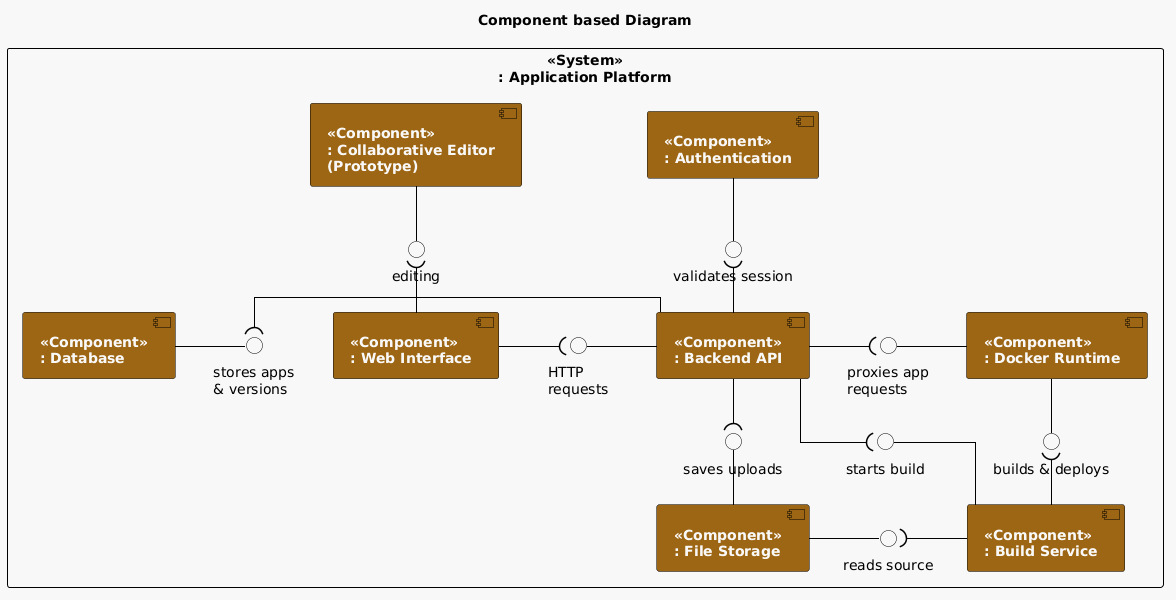 Component based Diagram
«System»
: Application Platform
«Component»
: Collaborative Editor
(Prototype)
«Component»
: Authentication
editing
validates session
«Component»
: Database
«Component»
: Web Interface
«Component»
: Backend API
«Component»
: Docker Runtime
stores apps
& versions
HTTP
requests
proxies app
requests
saves uploads
starts build
builds & deploys
«Component»
: File Storage
«Component»
: Build Service
reads source